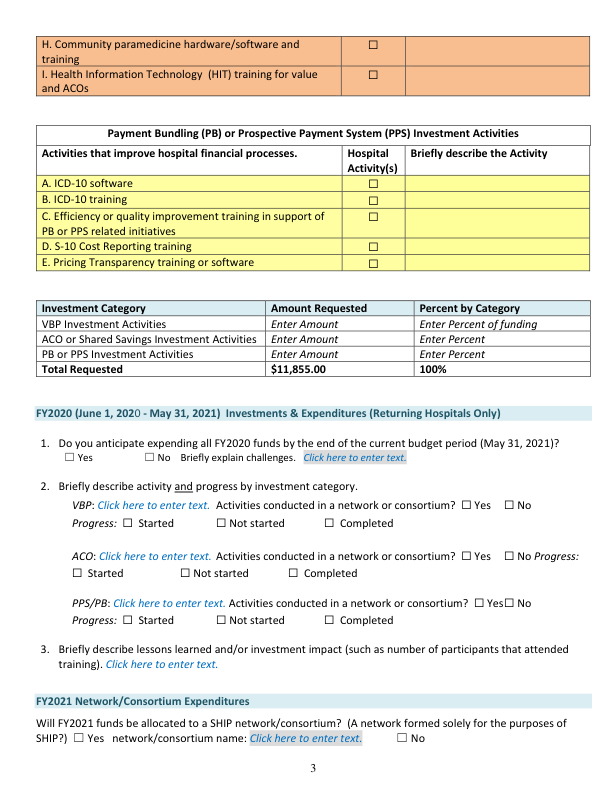 H. Community paramedicine hardware/software and
training
☐
I. Health Information Technology (HIT) training for value
and ACOs
☐
Payment Bundling (PB) or Prospective Payment System (PPS) Investment Activities
Activities that improve hospital financial processes.
Hospital
Activity(s)
Briefly describe the Activity
A. ICD-10 software
☐
B. ICD-10 training
☐
C. Efficiency or quality improvement training in support of
PB or PPS related initiatives
☐
D. S-10 Cost Reporting training
☐
E. Pricing Transparency training or software
☐
Investment Category Amount Requested Percent by Category
VBP Investment Activities Enter Amount Enter Percent of funding
ACO or Shared Savings Investment Activities Enter Amount Enter Percent
PB or PPS Investment Activities Enter Amount Enter Percent
Total Requested $11,855.00 100%
FY2020 (June 1, 2020 - May 31, 2021) Investments & Expenditures (Returning Hospitals Only)
1. Do you anticipate expending all FY2020 funds by the end of the current budget period (May 31, 2021)?
☐ Yes ☐ No Briefly explain challenges. Click here to enter text.
2. Briefly describe activity and progress by investment category.
VBP: Click here to enter text. Activities conducted in a network or consortium? ☐ Yes ☐ No
Progress: ☐ Started ☐ Not started ☐ Completed
ACO: Click here to enter text. Activities conducted in a network or consortium? ☐ Yes ☐ No Progress:
☐ Started ☐ Not started ☐ Completed
PPS/PB: Click here to enter text. Activities conducted in a network or consortium? ☐ Yes☐ No
Progress: ☐ Started ☐ Not started ☐ Completed
3. Briefly describe lessons learned and/or investment impact (such as number of participants that attended
training). Click here to enter text.
FY2021 Network/Consortium Expenditures
Will FY2021 funds be allocated to a SHIP network/consortium? (A network formed solely for the purposes of
SHIP?) ☐ Yes network/consortium name: Click here to enter text. ☐ No
3